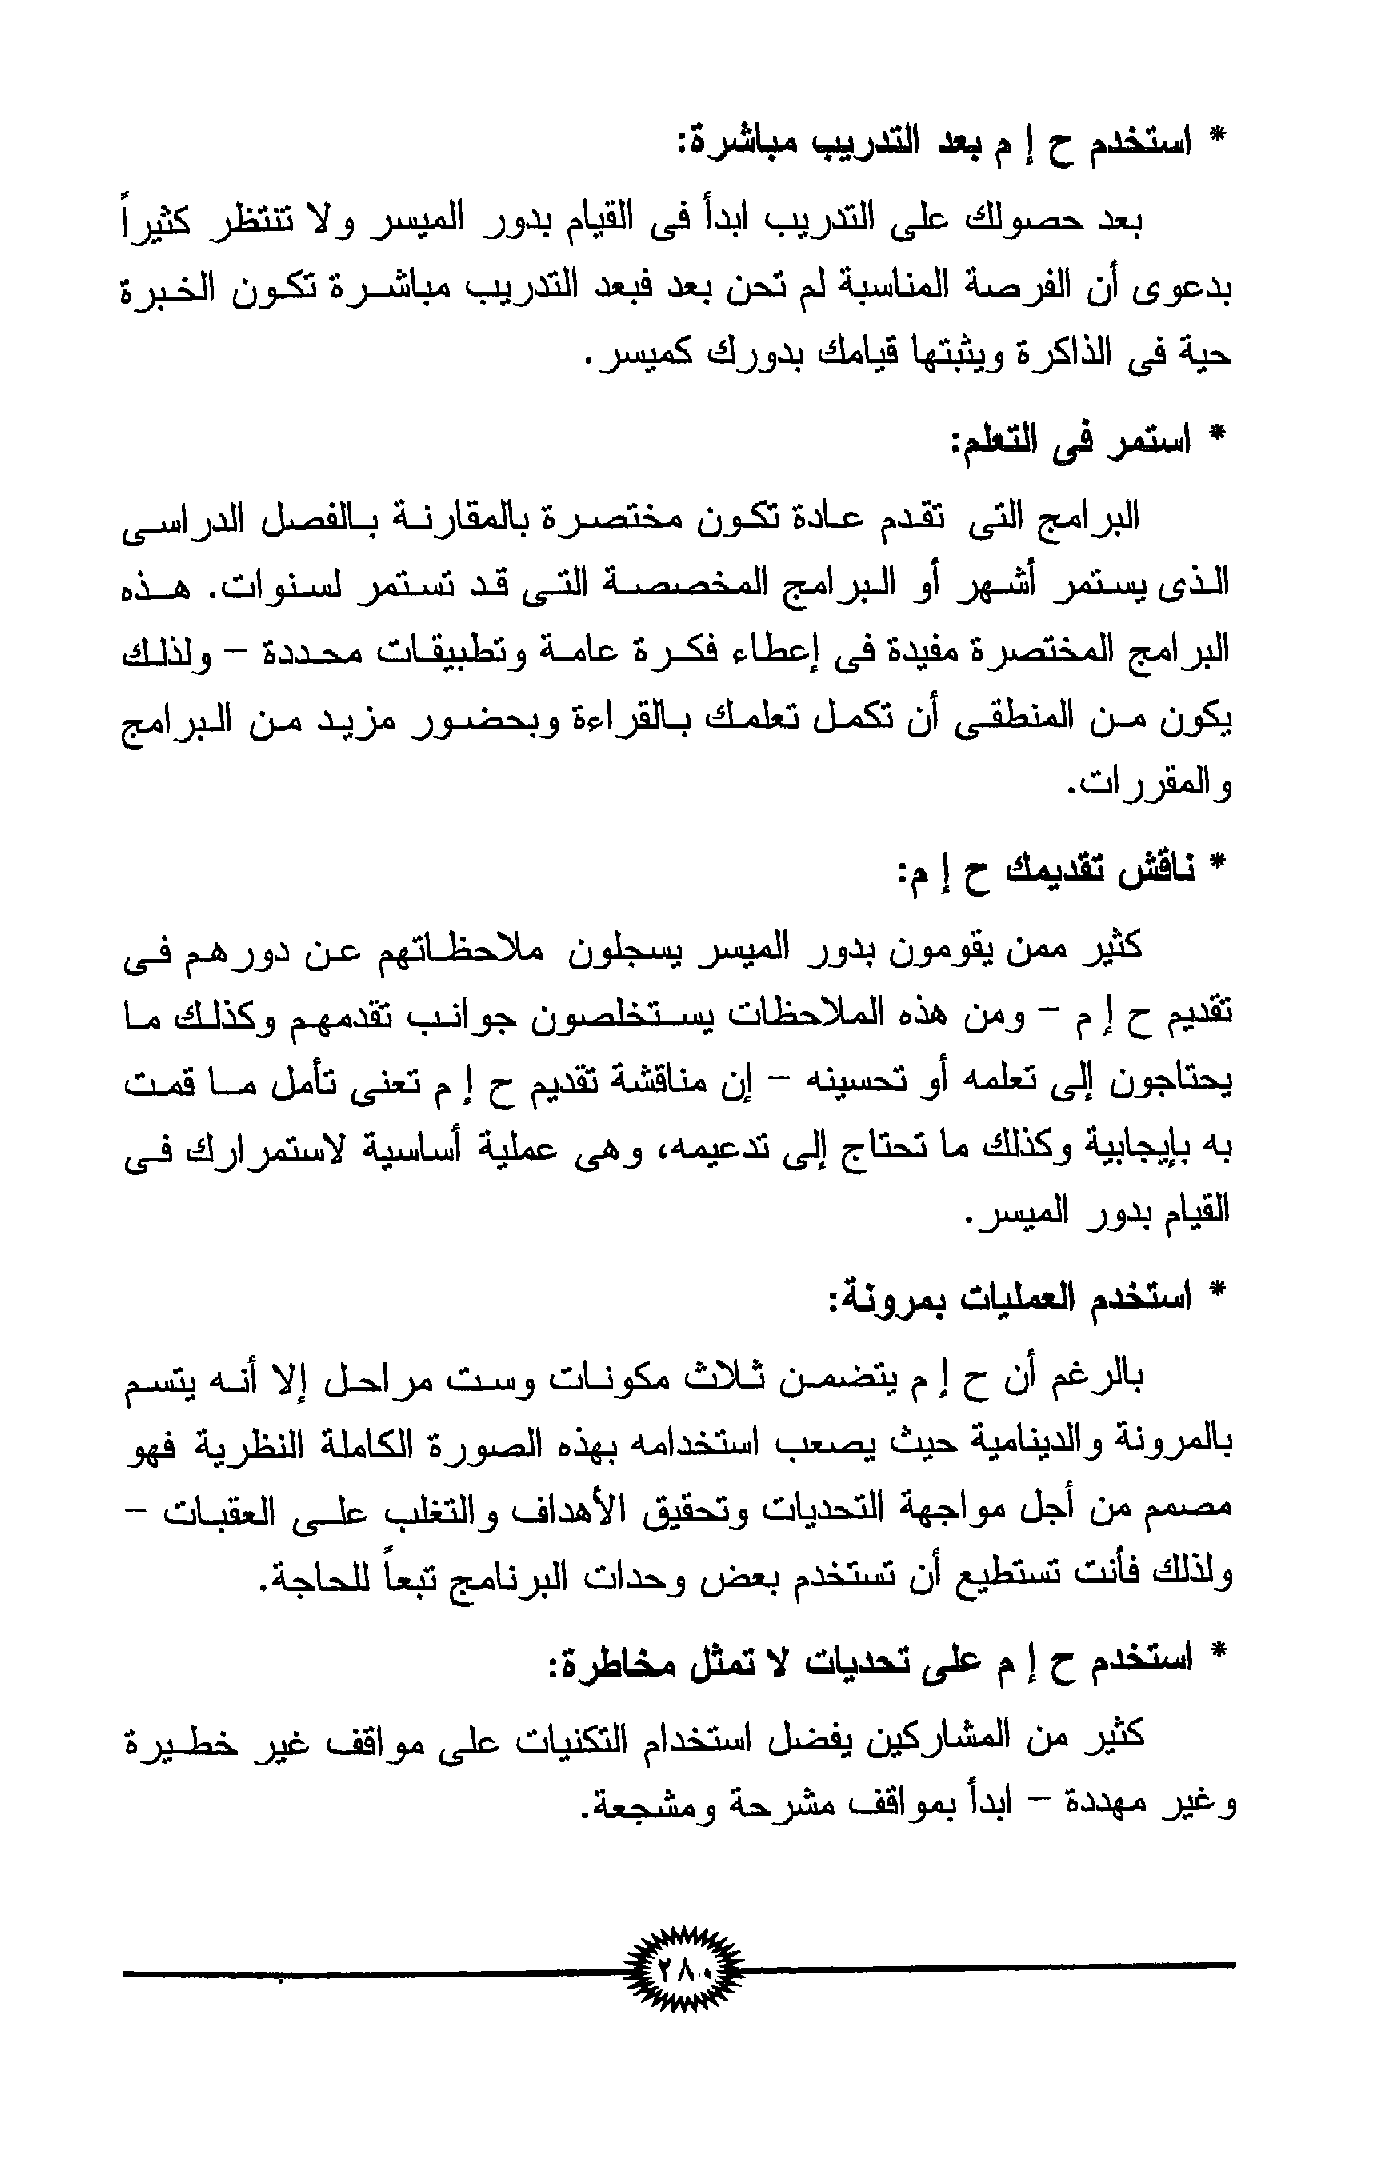 * استخدم ح إ م بعد التدريب مباشرة:
بعد حصولك على التدريب ابدأ فى القيام بدور الميسر ولا تنتظر كثيراً
بدعوى أن الفرصة المناسبة لم تحن بعد فبعد التدريب مباشرة تكون الخبرة
حية فى الذاكرة ويثبتها قيامك بدورك كميسر.
* استمر فى التعلم:
البرامج التى تقدم عادة تكون مختصرة بالمقارنة بالفصل الدراسى
الذى يستمر أشهر أو البرامج المخصصة التى قد تستمر لسنوات. هذه
البرامج المختصرة مفيدة فى إعطاء فكرة عامة وتطبيقات محددة – ولذلك
يكون من المنطقى أن تكمل تعلمك بالقراءة وبحضور مزيد من البرامج
والمقررات.
* ناقش تقديمك ح إ م:
كثير ممن يقومون بدور الميسر يسجلون ملاحظاتهم عن دورهم فى
تقديم ح إ م – ومن هذه الملاحظات يستخلصون جوانب تقدمهم وكذلك ما
يحتاجون إلى تعلمه أو تحسينه – إن مناقشة تقديم ح إ م تعنى تأمل ما قمت
به بإيجابية وكذلك ما تحتاج إلى تدعيمه، وهى عملية أساسية لاستمرارك فى
القيام بدور الميسر.
* استخدم العمليات بمرونة:
بالرغم أن ح إ م يتضمن ثلاث مكونات وست مراحل إلا أنه يتسم
بالمرونة والدينامية حيث يصعب استخدامه بهذه الصورة الكاملة النظرية فهو
مصمم من أجل مواجهة التحديات وتحقيق الأهداف والتغلب على العقبات –
ولذلك فأنت تستطيع أن تستخدم بعض وحدات البرنامج تبعاً للحاجة.
* استخدم ح إ م على تحديات لا تمثل مخاطرة:
كثير من المشاركين يفضل استخدام التكنيات على مواقف غير خطيرة
وغير مهددة – ابدأ بمواقف مشرحة ومشجعة.
٢٨٠